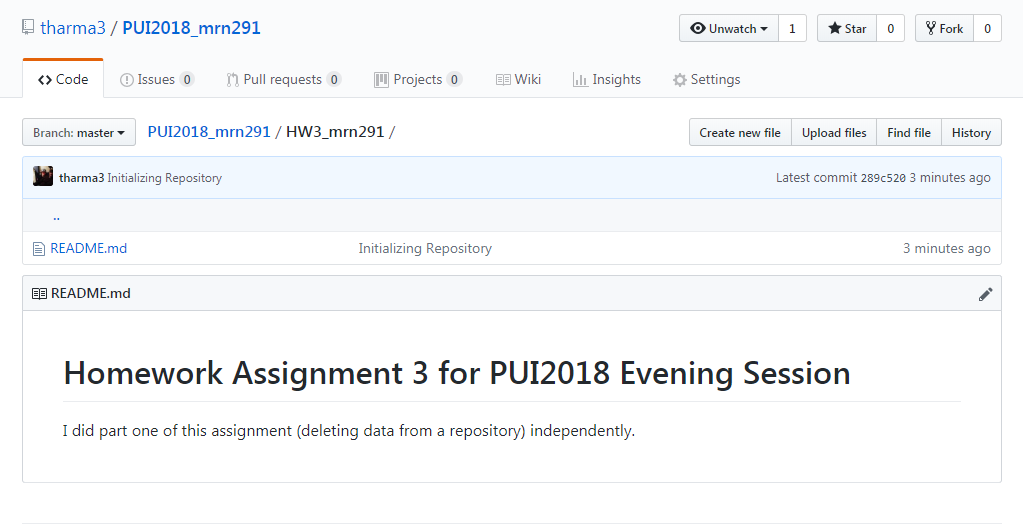 tharma3 / PUI2018_mrn291
Unwatch 1 Star 0 Fork 0
Code Issues 0 Pull requests 0 Projects 0 Wiki Insights Settings
Branch: master PUI2018_mrn291 / HW3_mrn291 / Create new file Upload files Find file History
tharma3 Initializing Repository Latest commit 289c520 3 minutes ago
..
README.md Initializing Repository 3 minutes ago
README.md
Homework Assignment 3 for PUI2018 Evening Session
I did part one of this assignment (deleting data from a repository) independently.